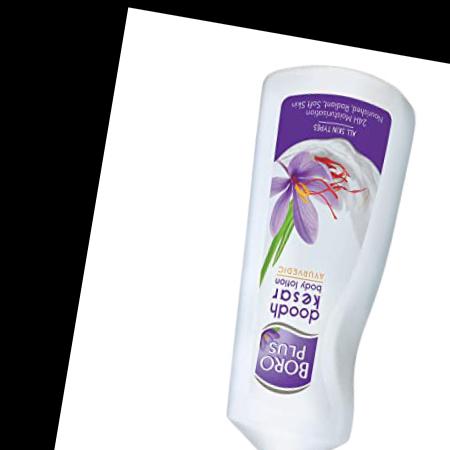 BORO
PLUS
doodh
kesar
body lotion
AYURVEDIC
ALL SKIN TYPES
24H Moisturisation
Nourished, Radiant, Soft Skin